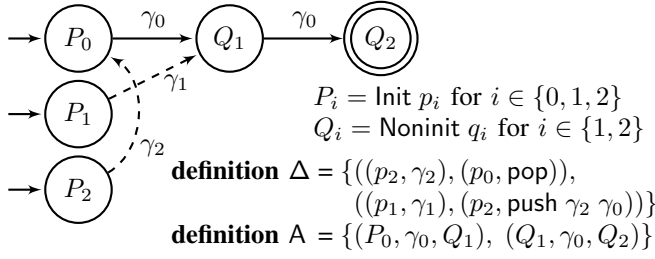 P₀ γ₀ Q₁ γ₀ Q₂
P₁ γ₁
P₂ γ₂
Pᵢ = Init pᵢ for i ∈ {0, 1, 2}
Qᵢ = Noninit qᵢ for i ∈ {1, 2}
definition Δ = {((p₂, γ₂), (p₀, pop)),
((p₁, γ₁), (p₂, push γ₂ γ₀))}
definition A = {(P₀, γ₀, Q₁), (Q₁, γ₀, Q₂)}